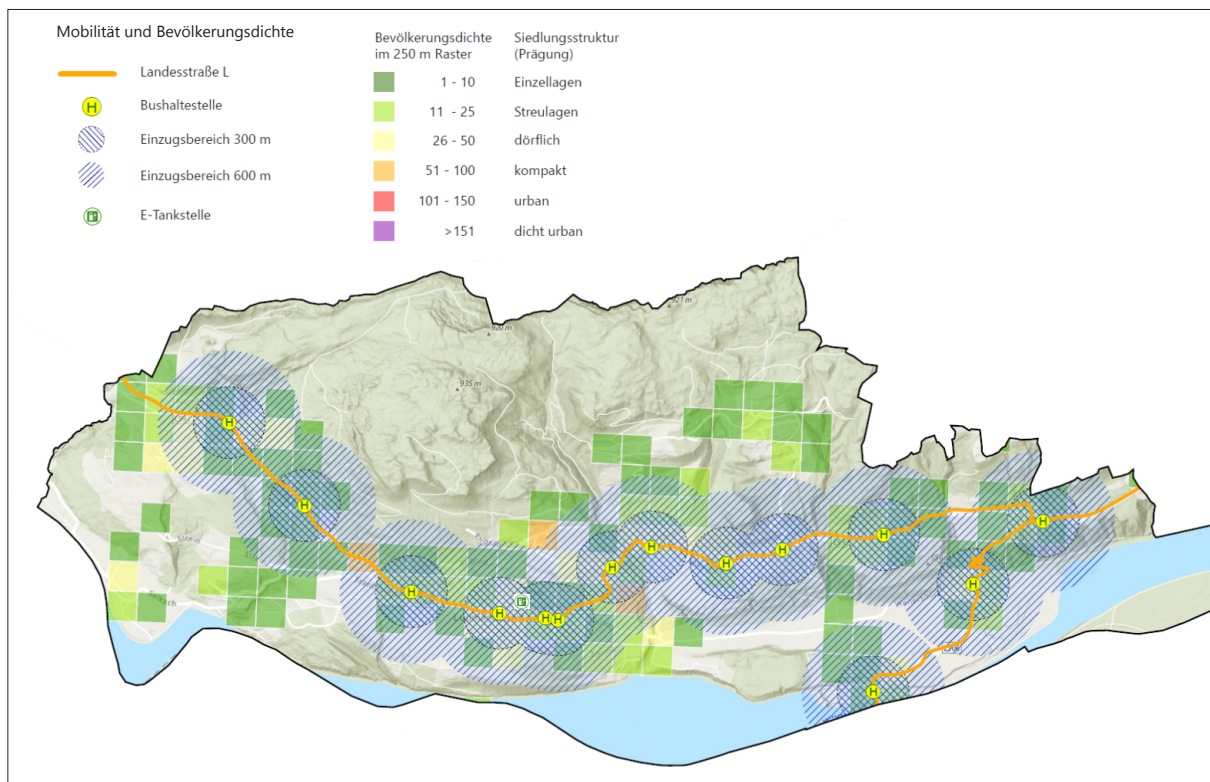 Mobilität und Bevölkerungsdichte
Landesstraße L
H
Bushaltestelle
Einzugsbereich 300 m
Einzugsbereich 600 m
E-Tankstelle
Bevölkerungsdichte
im 250 m Raster
Siedlungsstruktur
(Prägung)
1 - 10 Einzellagen
11 - 25 Streulagen
26 - 50 dörflich
51 - 100 kompakt
101 - 150 urban
>151 dicht urban
921 m
920 m
935 m
H
H
H
H
H
H
H
H
H
H
H
H
H
H
Stein